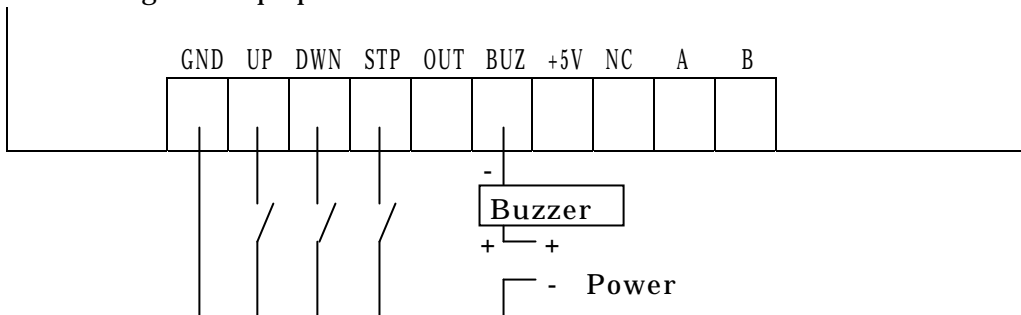 GND UP DWN STP OUT BUZ +5V NC A B
-
Buzzer
+ +
- Power